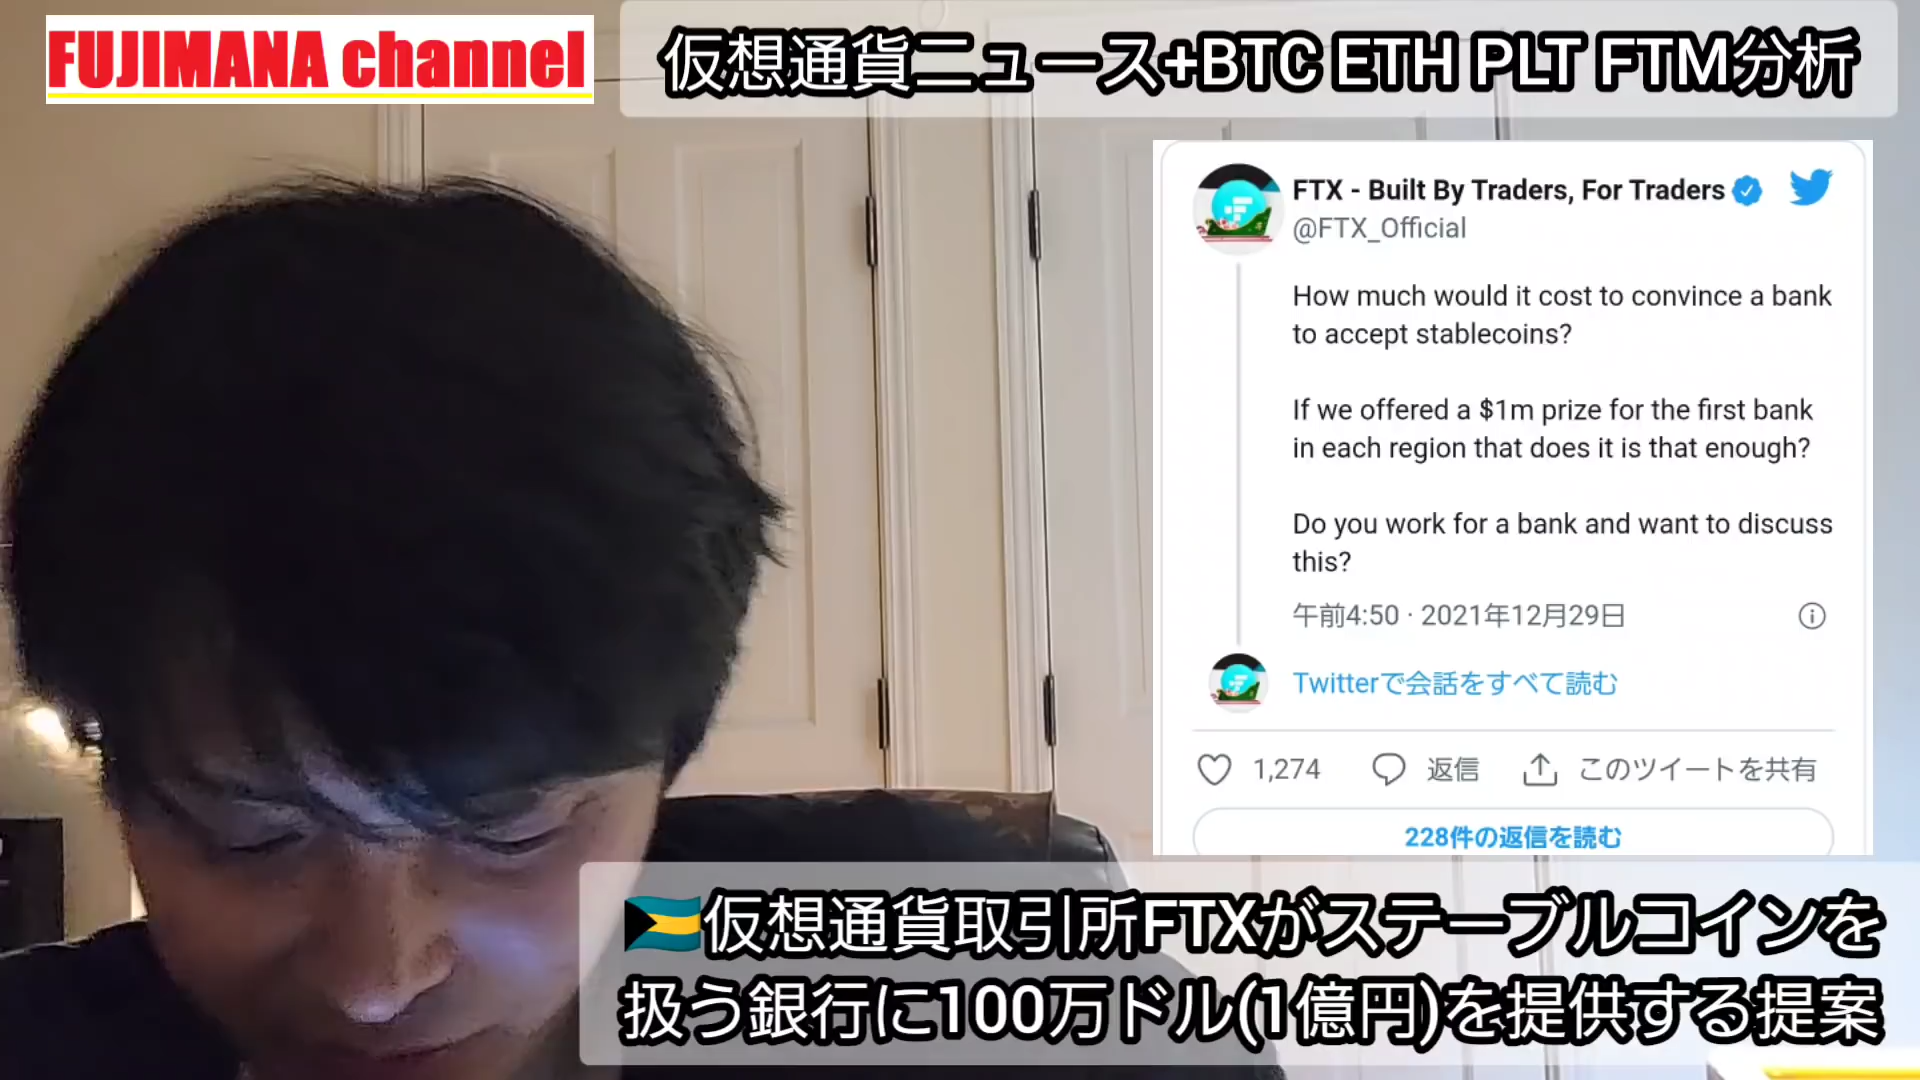 FUJIMANA channel
仮想通貨ニュース+BTC ETH PLT FTM分析
FTX - Built By Traders, For Traders
@FTX_Official
How much would it cost to convince a bank
to accept stablecoins?
If we offered a $1m prize for the first bank
in each region that does it is that enough?
Do you work for a bank and want to discuss
this?
午前4:50 · 2021年12月29日
Twitterで会話をすべて読む
1,274 返信 このツイートを共有
228件の返信を読む
🇧🇸仮想通貨取引所FTXがステーブルコインを
扱う銀行に100万ドル(1億円)を提供する提案